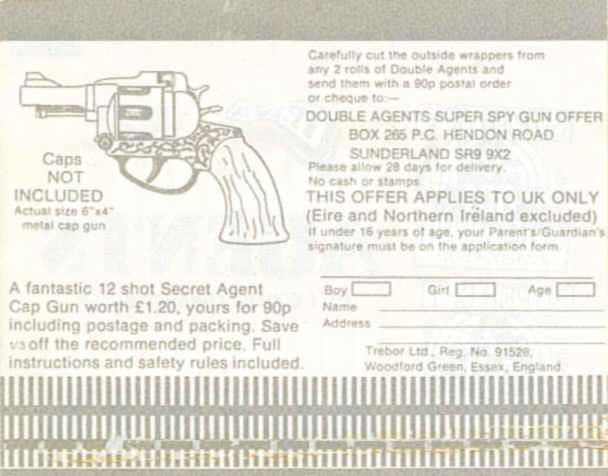 Caps
NOT
INCLUDED
Actual size 6"x4"
metal cap gun
A fantastic 12 shot Secret Agent
Cap Gun worth £1.20, yours for 90p
including postage and packing. Save
1/3 off the recommended price. Full
instructions and safety rules included.
Carefully cut the outside wrappers from
any 2 rolls of Double Agents and
send them with a 90p postal order
or cheque to:—
DOUBLE AGENTS SUPER SPY GUN OFFER
BOX 265 P.C. HENDON ROAD
SUNDERLAND SR9 9X2
Please allow 28 days for delivery.
No cash or stamps.
THIS OFFER APPLIES TO UK ONLY
(Eire and Northern Ireland excluded)
If under 16 years of age, your Parent's/Guardian's
signature must be on the application form.
Boy Girl Age
Name
Address
Trebor Ltd., Reg. No. 91528,
Woodford Green, Essex, England.